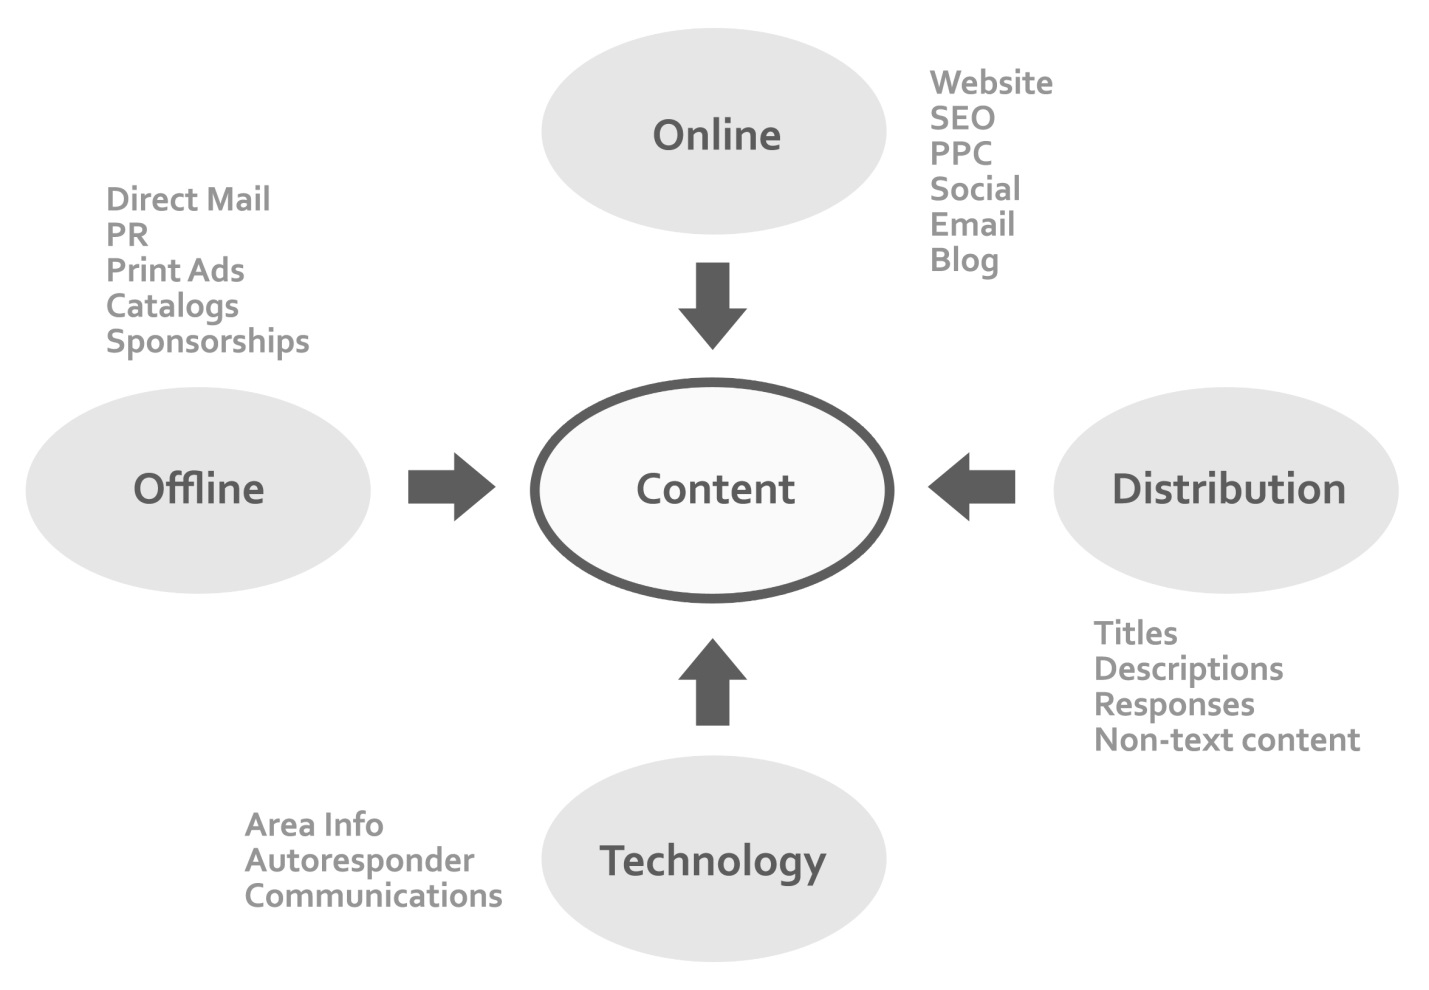 Online
Website
SEO
PPC
Social
Email
Blog
Direct Mail
PR
Print Ads
Catalogs
Sponsorships
Offline
Content
Distribution
Titles
Descriptions
Responses
Non-text content
Area Info
Autoresponder
Communications
Technology